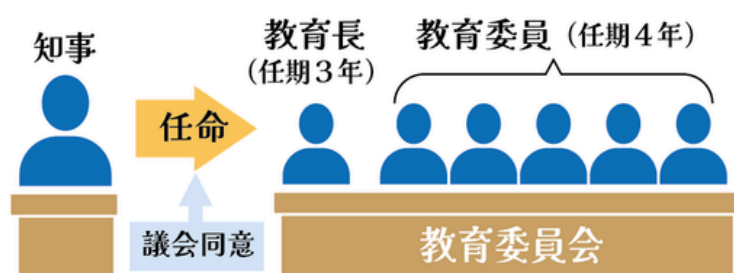 知事
教育長
(任期3年)
教育委員(任期4年)
任命
議会同意
教育委員会